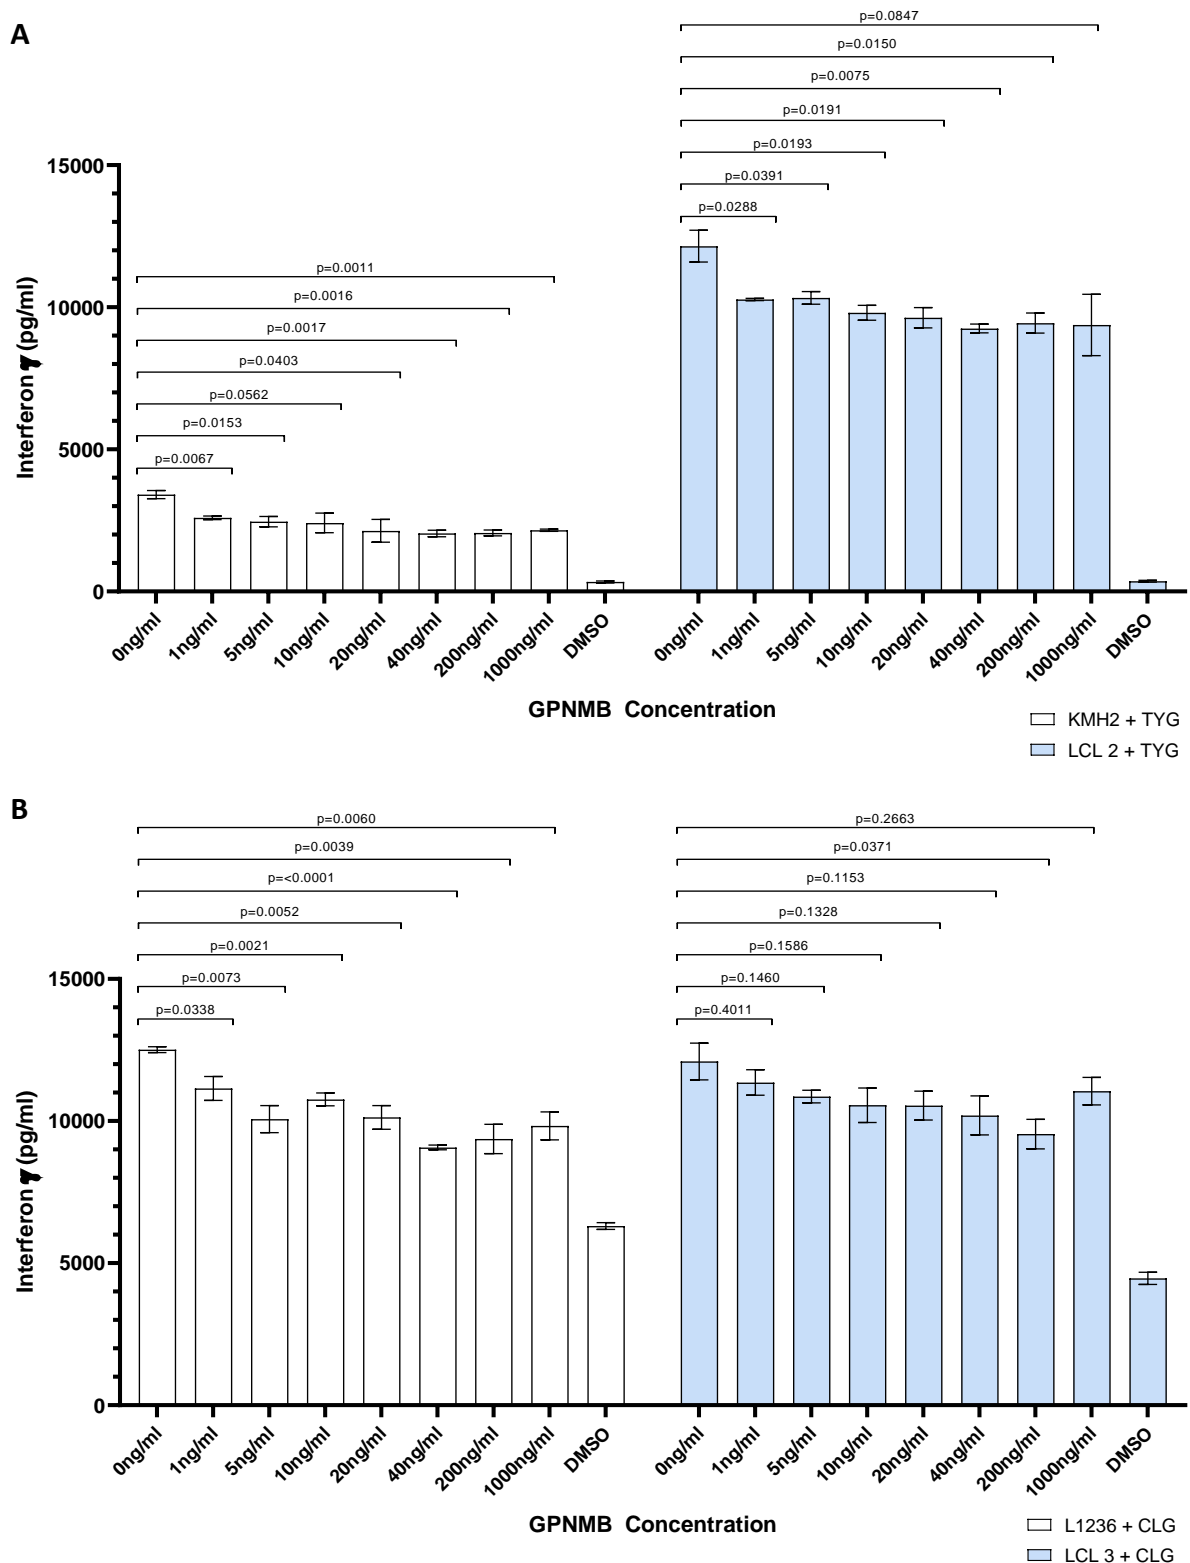 A
p=0.0847
p=0.0150
p=0.0075
p=0.0191
p=0.0193
p=0.0391
p=0.0288
p=0.0011
p=0.0016
p=0.0017
p=0.0403
p=0.0562
p=0.0153
p=0.0067
15000
10000
5000
0
Interferon γ (pg/ml)
0ng/ml 1ng/ml 5ng/ml 10ng/ml 20ng/ml 40ng/ml 200ng/ml 1000ng/ml DMSO 0ng/ml 1ng/ml 5ng/ml 10ng/ml 20ng/ml 40ng/ml 200ng/ml 1000ng/ml DMSO
GPNMB Concentration
KMH2 + TYG
LCL 2 + TYG
B
p=0.0060 p=0.2663
p=0.0039 p=0.0371
p=<0.0001 p=0.1153
p=0.0052 p=0.1328
p=0.0021 p=0.1586
p=0.0073 p=0.1460
p=0.0338 p=0.4011
15000
10000
5000
0
Interferon γ (pg/ml)
0ng/ml 1ng/ml 5ng/ml 10ng/ml 20ng/ml 40ng/ml 200ng/ml 1000ng/ml DMSO 0ng/ml 1ng/ml 5ng/ml 10ng/ml 20ng/ml 40ng/ml 200ng/ml 1000ng/ml DMSO
GPNMB Concentration
L1236 + CLG
LCL 3 + CLG